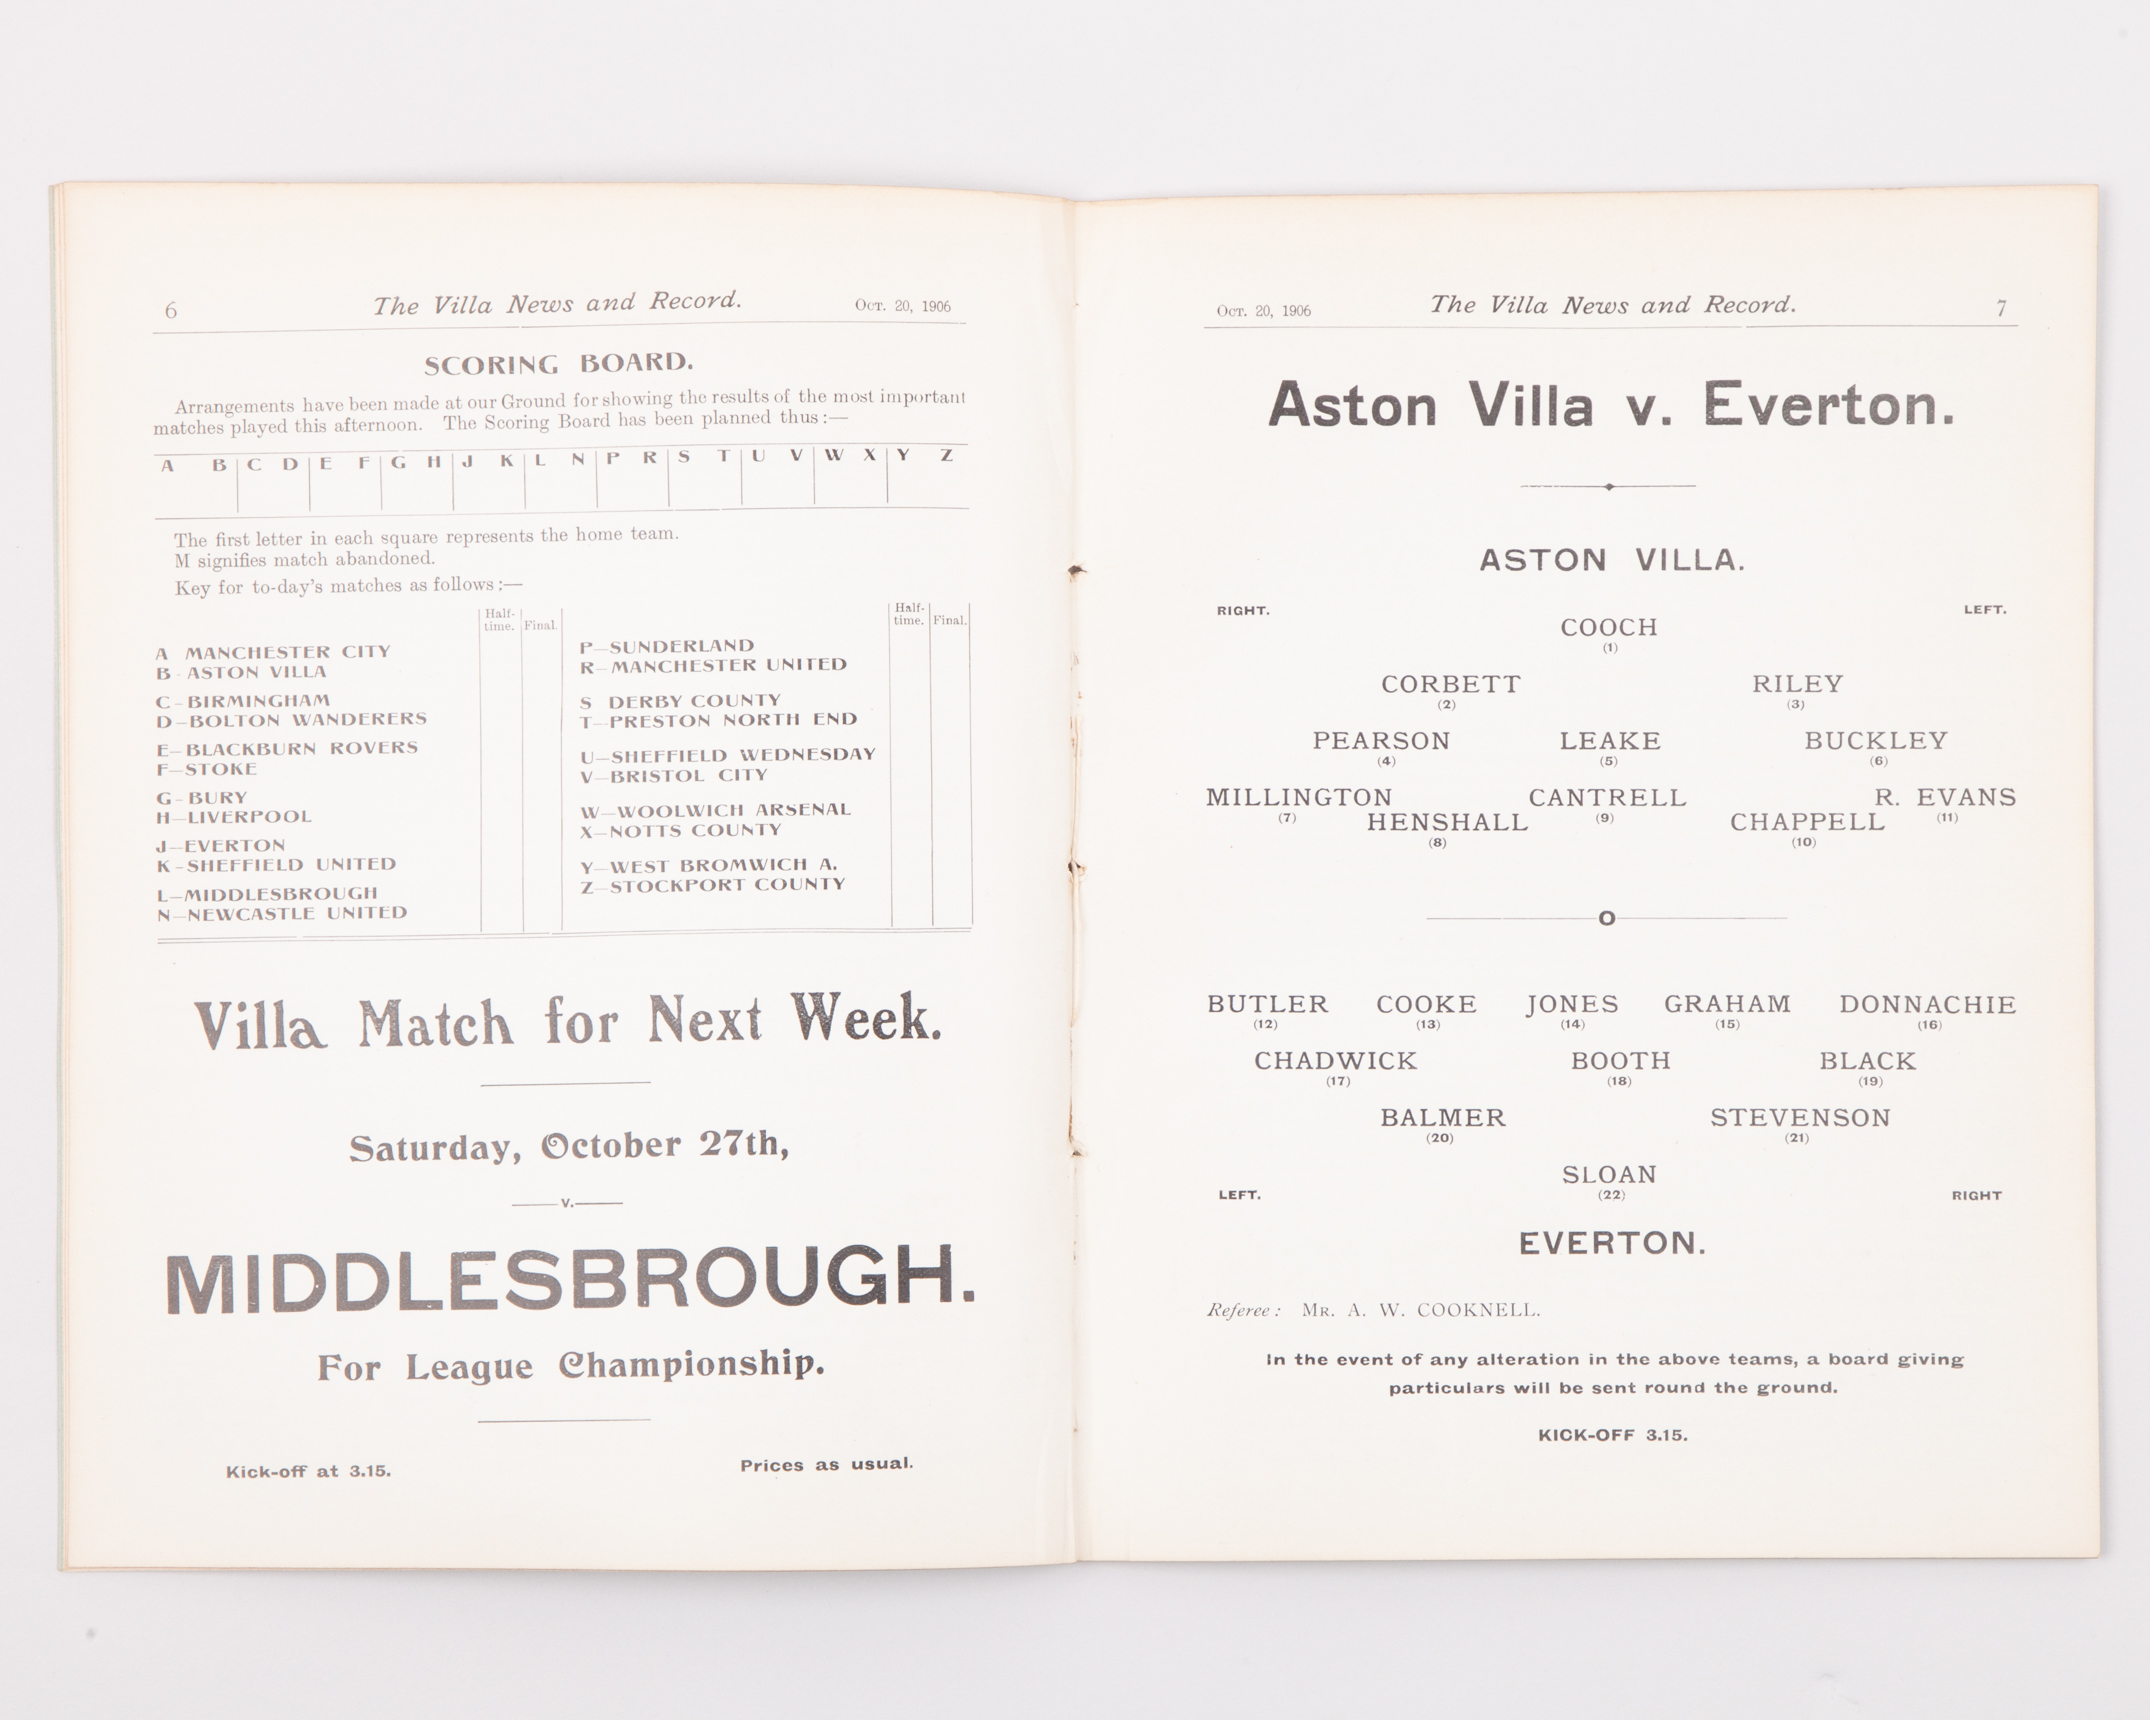 6 The Villa News and Record. Oct. 20, 1906
SCORING BOARD.
Arrangements have been made at our Ground for showing the results of the most important
matches played this afternoon. The Scoring Board has been planned thus:—
A B C D E F G H J K L N P R S T U V W X Y Z
The first letter in each square represents the home team.
M signifies match abandoned.
Key for to-day's matches as follows:—
Half-
time. Final.
A MANCHESTER CITY
B - ASTON VILLA
C - BIRMINGHAM
D—BOLTON WANDERERS
E—BLACKBURN ROVERS
F—STOKE
G - BURY
H—LIVERPOOL
J—EVERTON
K - SHEFFIELD UNITED
L—MIDDLESBROUGH
N—NEWCASTLE UNITED
Half-
time. Final.
P—SUNDERLAND
R—MANCHESTER UNITED
S DERBY COUNTY
T—PRESTON NORTH END
U—SHEFFIELD WEDNESDAY
V—BRISTOL CITY
W—WOOLWICH ARSENAL
X—NOTTS COUNTY
Y—WEST BROMWICH A.
Z—STOCKPORT COUNTY
Villa Match for Next Week.
Saturday, October 27th,
v.
MIDDLESBROUGH.
For League Championship.
Kick-off at 3.15. Prices as usual.
Oct. 20, 1906 The Villa News and Record. 7
Aston Villa v. Everton.
ASTON VILLA.
RIGHT. LEFT.
COOCH
(1)
CORBETT RILEY
(2) (3)
PEARSON LEAKE BUCKLEY
(4) (5) (6)
MILLINGTON CANTRELL R. EVANS
(7) (9) (11)
HENSHALL CHAPPELL
(8) (10)
O
BUTLER COOKE JONES GRAHAM DONNACHIE
(12) (13) (14) (15) (16)
CHADWICK BOOTH BLACK
(17) (18) (19)
BALMER STEVENSON
(20) (21)
SLOAN
(22)
LEFT. RIGHT
EVERTON.
Referee: MR. A. W. COOKNELL.
In the event of any alteration in the above teams, a board giving
particulars will be sent round the ground.
KICK-OFF 3.15.